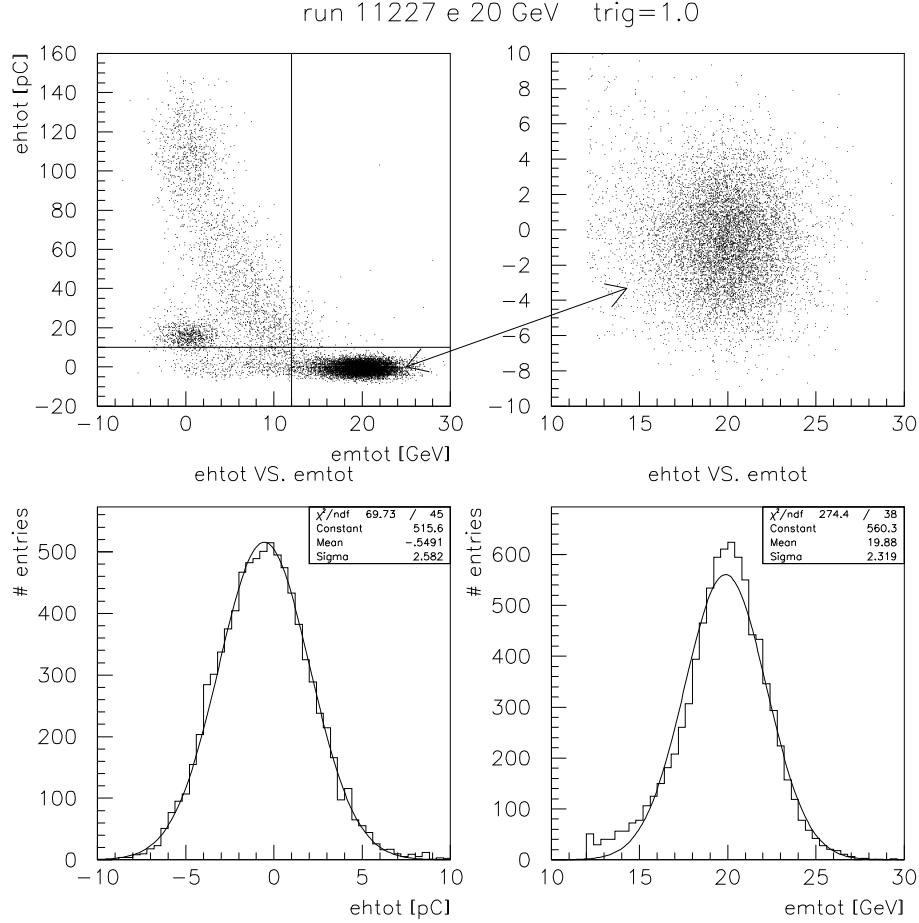 run 11227 e 20 GeV trig=1.0
ehtot [pC]
160
140
120
100
80
60
40
20
0
−20
−10 0 10 20 30
emtot [GeV]
ehtot VS. emtot
10
8
6
4
2
0
−2
−4
−6
−8
−10
10 15 20 25 30
ehtot VS. emtot
# entries
500
400
300
200
100
0
−10 −5 0 5 10
ehtot [pC]
χ²/ndf 69.73 / 45
Constant 515.6
Mean -.5491
Sigma 2.582
# entries
600
500
400
300
200
100
0
10 15 20 25 30
emtot [GeV]
χ²/ndf 274.4 / 38
Constant 560.3
Mean 19.88
Sigma 2.319